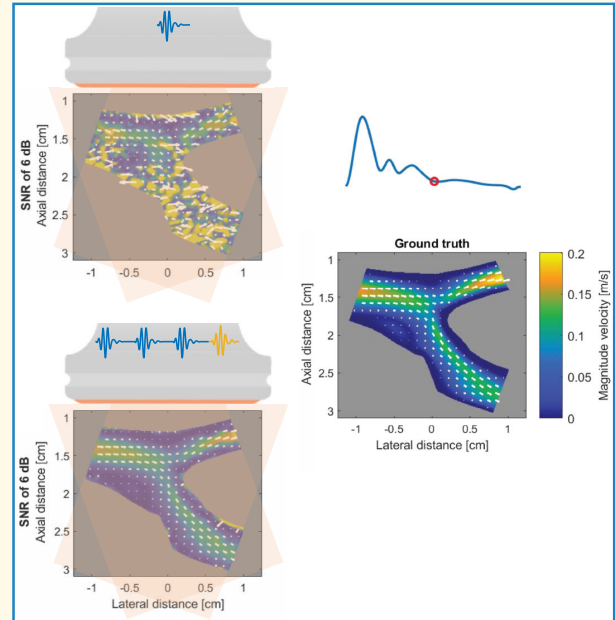 SNR of 6 dB
Axial distance [cm]
1
1.5
2
2.5
3
-1 -0.5 0 0.5 1
Ground truth
Axial distance [cm]
1
1.5
2
2.5
3
-1 -0.5 0 0.5 1
Lateral distance [cm]
0.2
0.15
0.1
0.05
0
Magnitude velocity [m/s]
SNR of 6 dB
Axial distance [cm]
1
1.5
2
2.5
3
-1 -0.5 0 0.5 1
Lateral distance [cm]